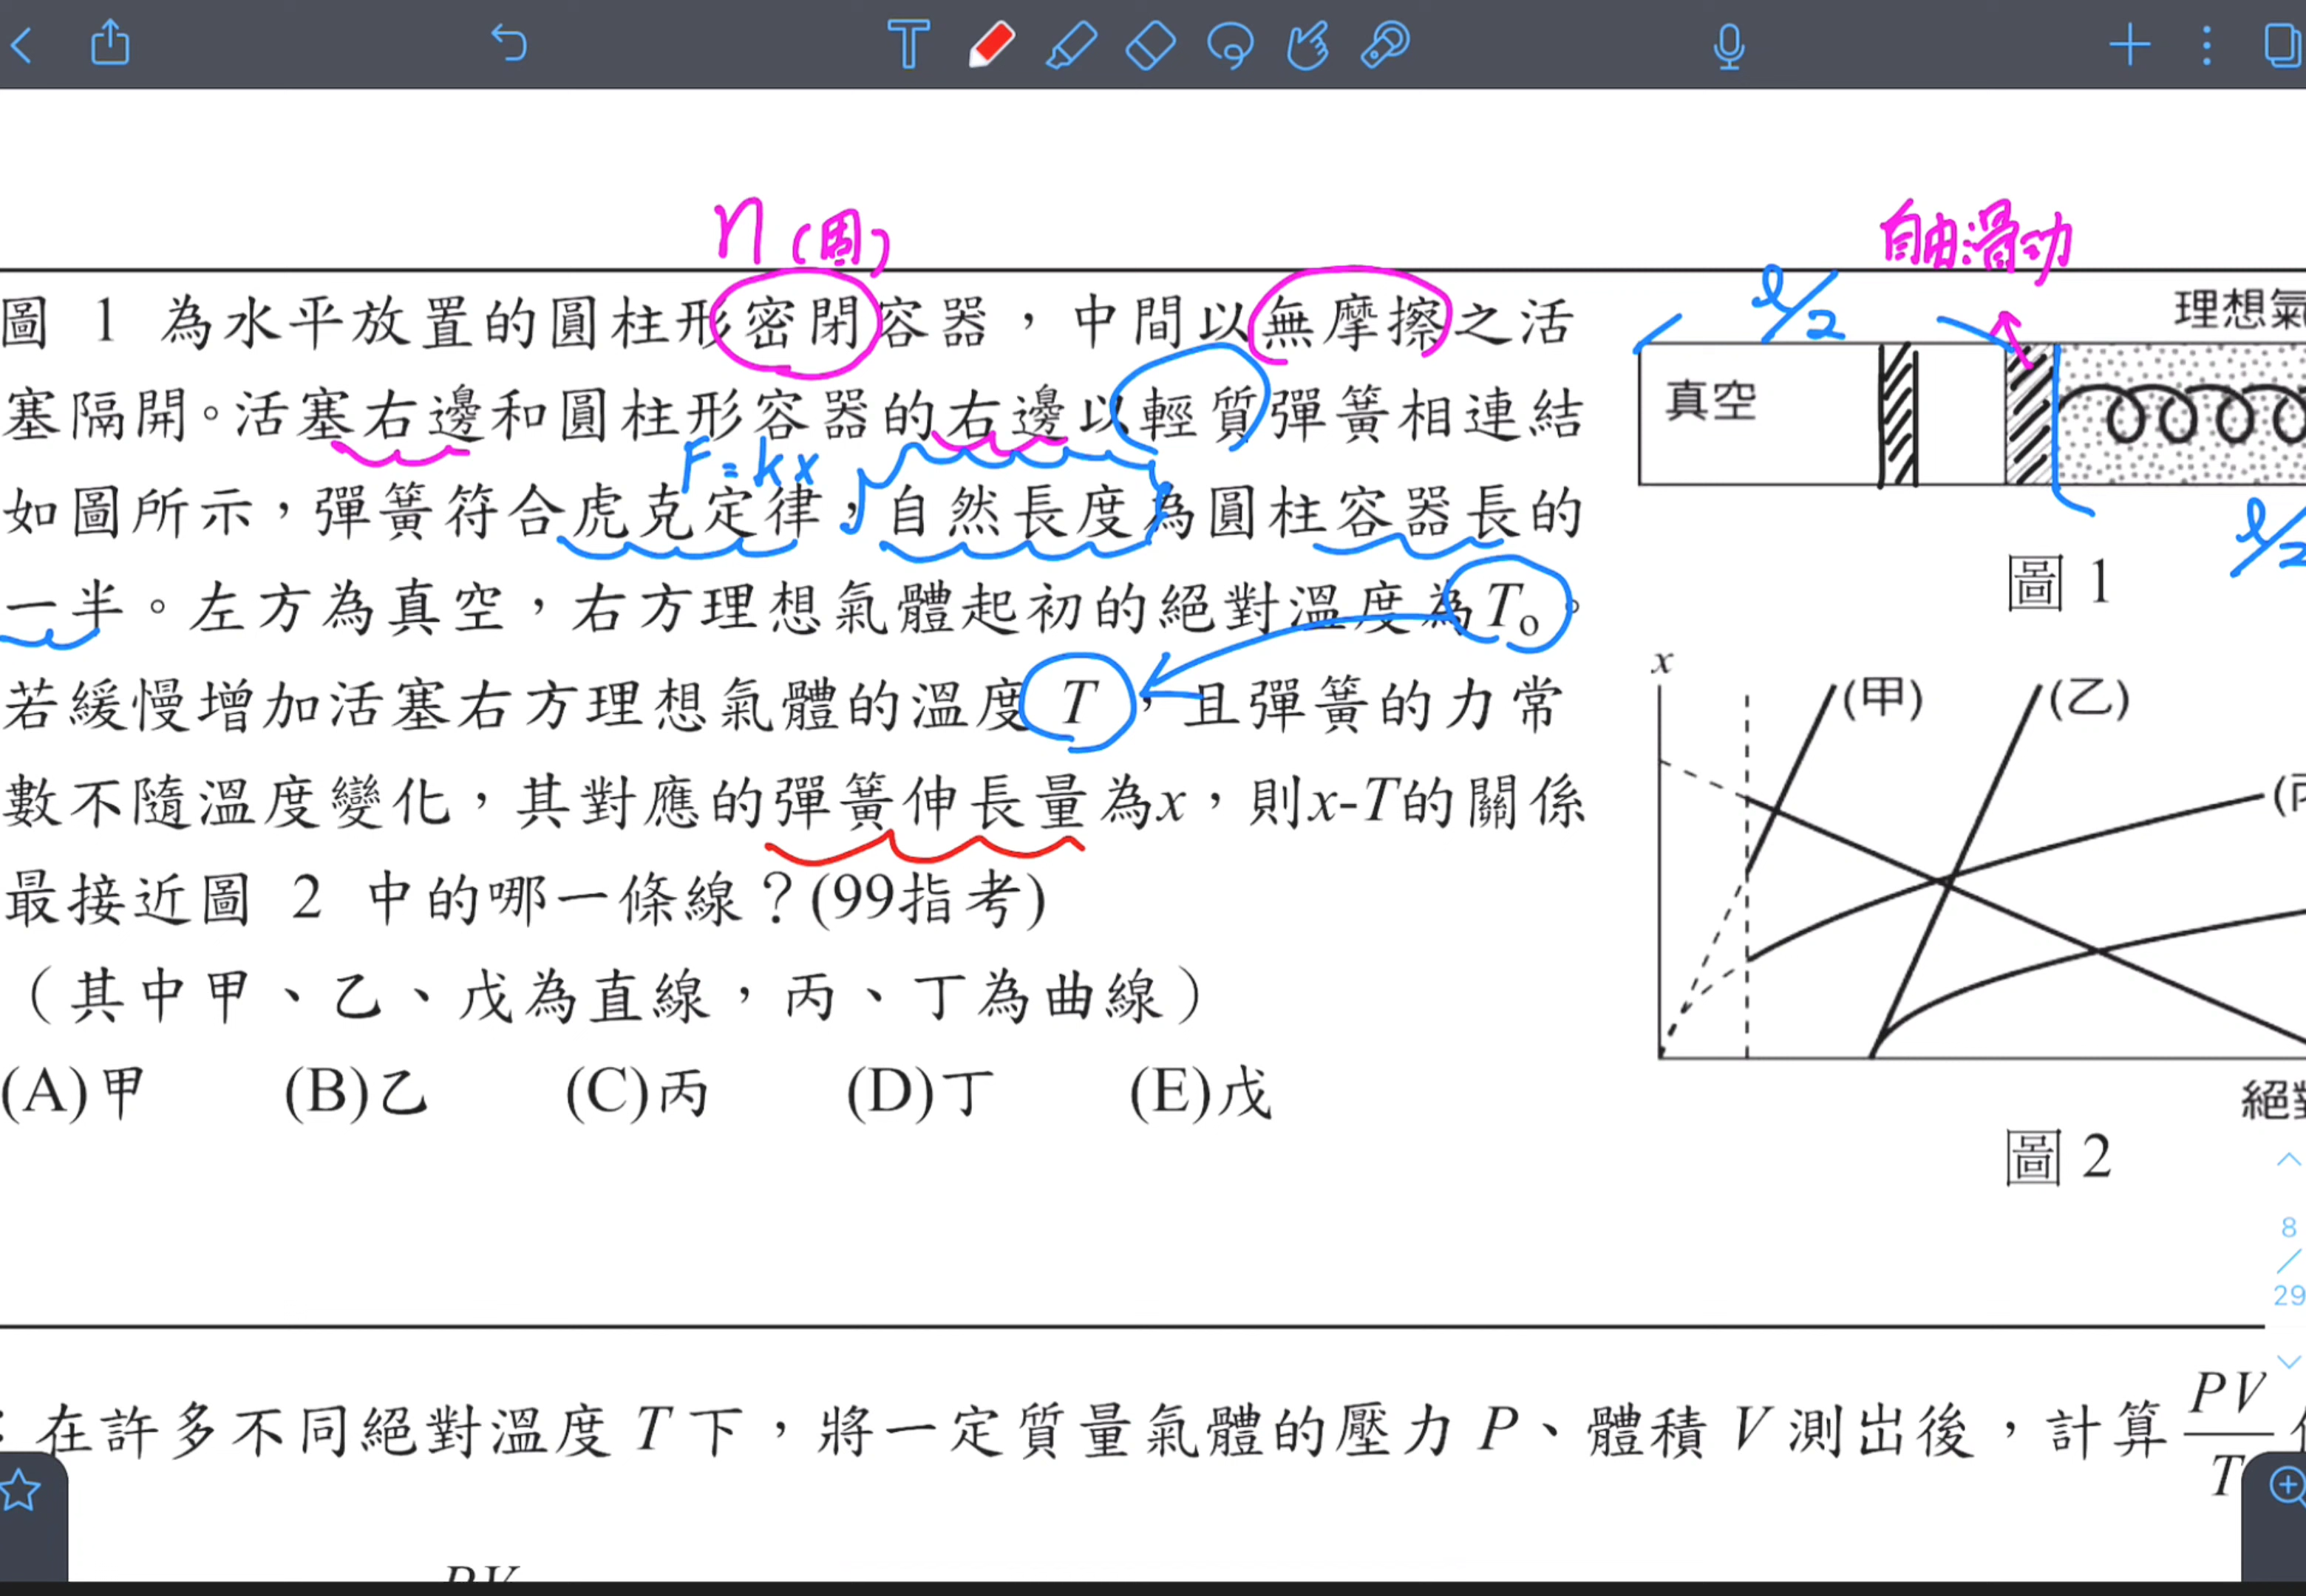 n(固)
圖 1 為水平放置的圓柱形密閉容器，中間以無摩擦之活
塞隔開。活塞右邊和圓柱形容器的右邊以輕質彈簧相連結
F=kx
如圖所示，彈簧符合虎克定律，自然長度為圓柱容器長的
一半。左方為真空，右方理想氣體起初的絕對溫度為T₀。
若緩慢增加活塞右方理想氣體的溫度 T，且彈簧的力常
數不隨溫度變化，其對應的彈簧伸長量為x，則x-T的關係
最接近圖 2 中的哪一條線？(99指考)
（其中甲、乙、戊為直線，丙、丁為曲線）
(A)甲 (B)乙 (C)丙 (D)丁 (E)戊
自由滑动
ℓ/2
理想氣
真空
ℓ/2
圖 1
x
(甲)
(乙)
圖 2
8
/
29
在許多不同絕對溫度 T 下，將一定質量氣體的壓力 P、體積 V 測出後，計算 PV/T
PV